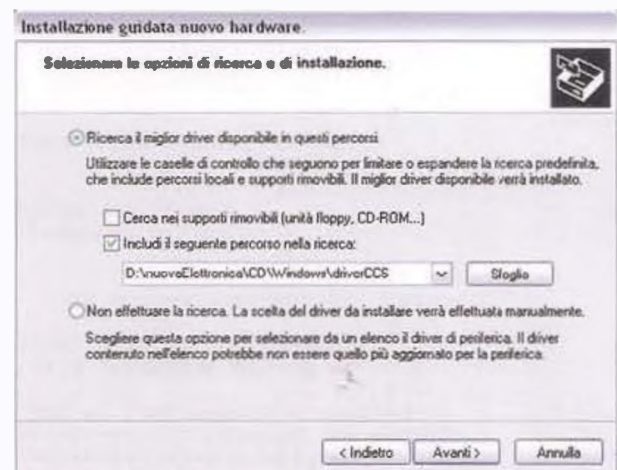 Installazione guidata nuovo hardware.
Selezionare le opzioni di ricerca e di installazione.
Ricerca il miglior driver disponibile in questi percorsi
Utilizzare le caselle di controllo che seguono per limitare o espandere la ricerca predefinita,
che include percorsi locali e supporti rimovibili. Il miglior driver disponibile verrà installato.
Cerca nei supporti rimovibili (unità floppy, CD-ROM...)
Includi il seguente percorso nella ricerca:
D:\nuovaElettronica\CD\Windows\driverCCS
Sfoglia
Non effettuare la ricerca. La scelta del driver da installare verrà effettuata manualmente.
Scegliere questa opzione per selezionare da un elenco il driver di periferica. Il driver
contenuto nell'elenco potrebbe non essere quello più aggiornato per la periferica.
< Indietro Avanti > Annulla